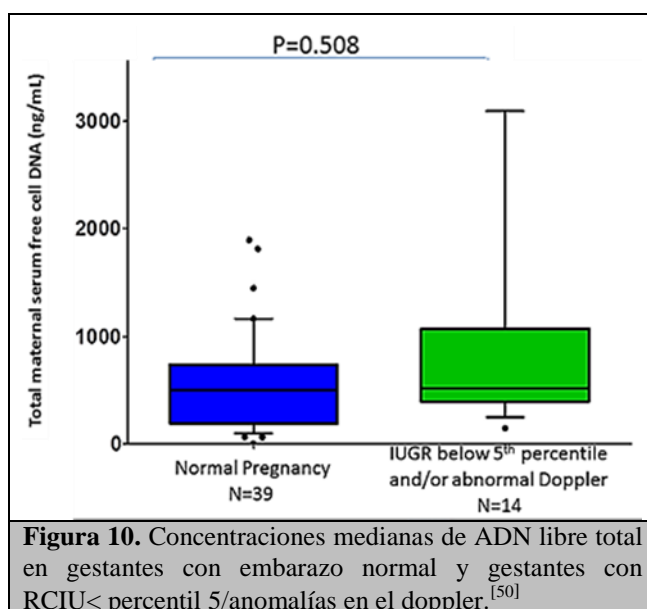 P=0.508
Total maternal serum free cell DNA (ng/mL)
3000
2000
1000
0
Normal Pregnancy
N=39
IUGR below 5th percentile
and/or abnormal Doppler
N=14
Figura 10. Concentraciones medianas de ADN libre total
en gestantes con embarazo normal y gestantes con
RCIU< percentil 5/anomalías en el doppler.[50]